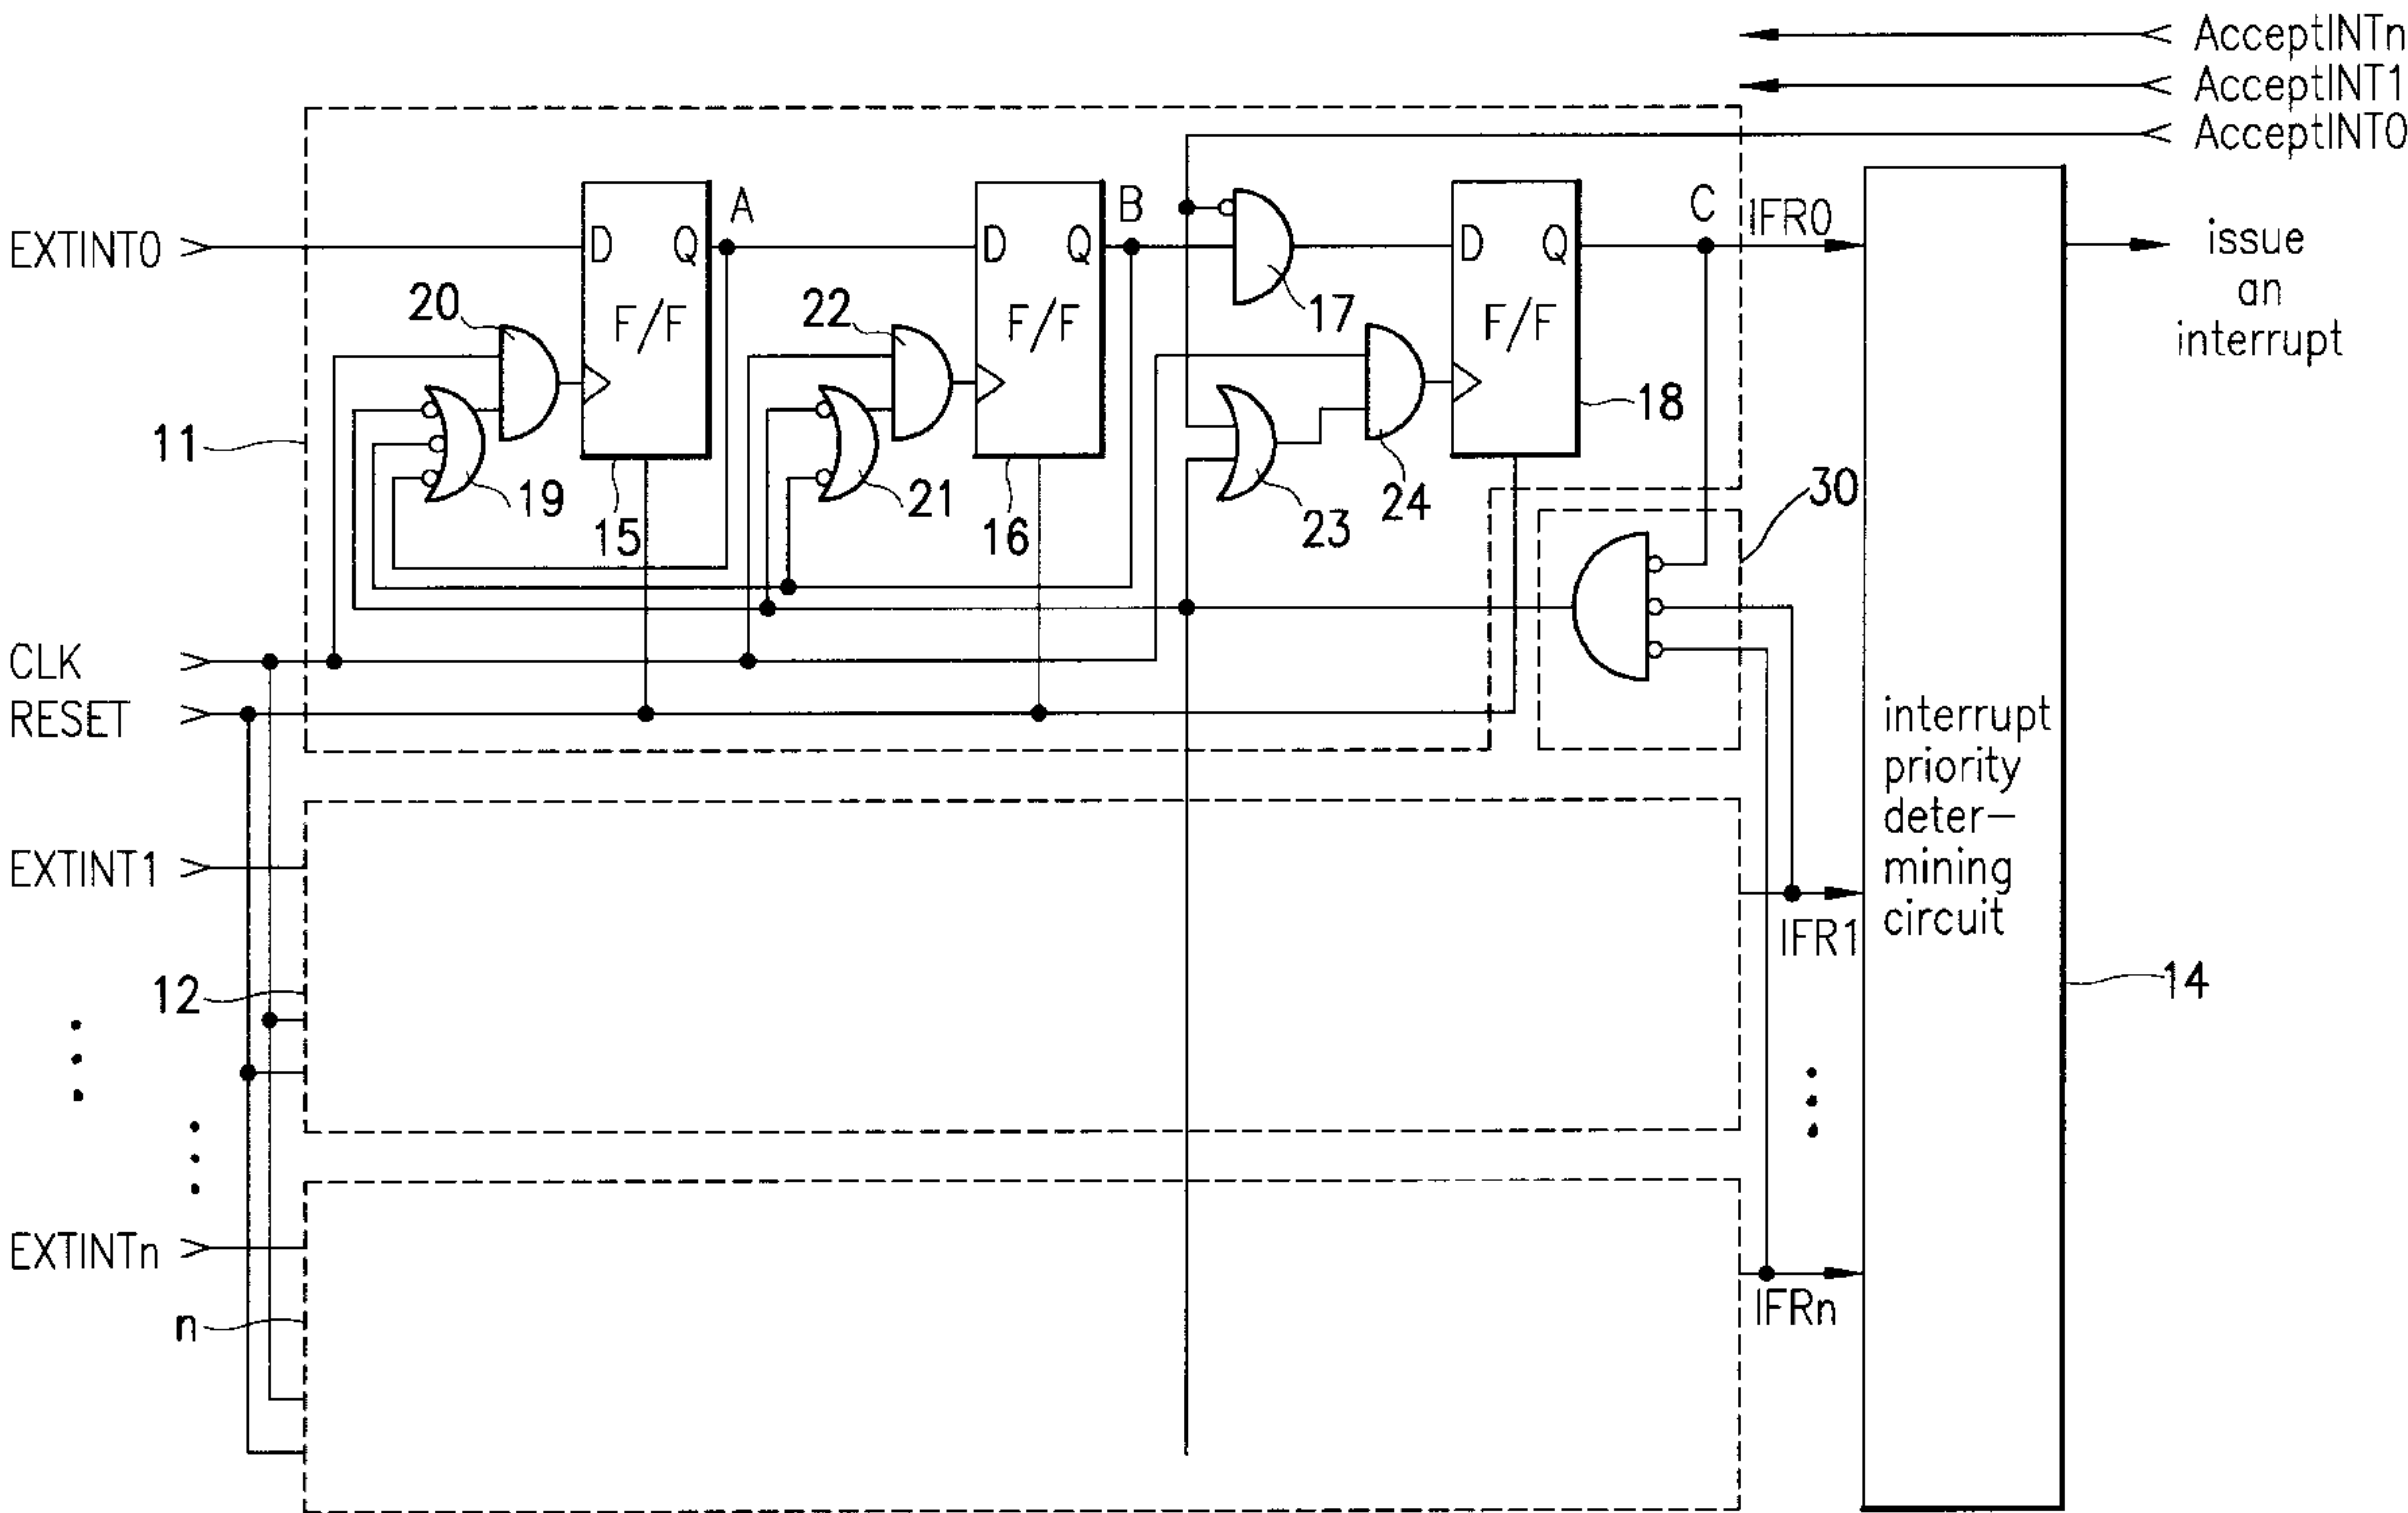 AcceptINTn
AcceptINT1
AcceptINT0
EXTINT0
D Q
F/F
A
D Q
F/F
B
D Q
F/F
C
IFR0
issue
an
interrupt
20
22
17
11
19
15
21
16
23
24
18
30
CLK
RESET
interrupt
priority
deter-
mining
circuit
EXTINT1
IFR1
12
14
EXTINTn
n
IFRn